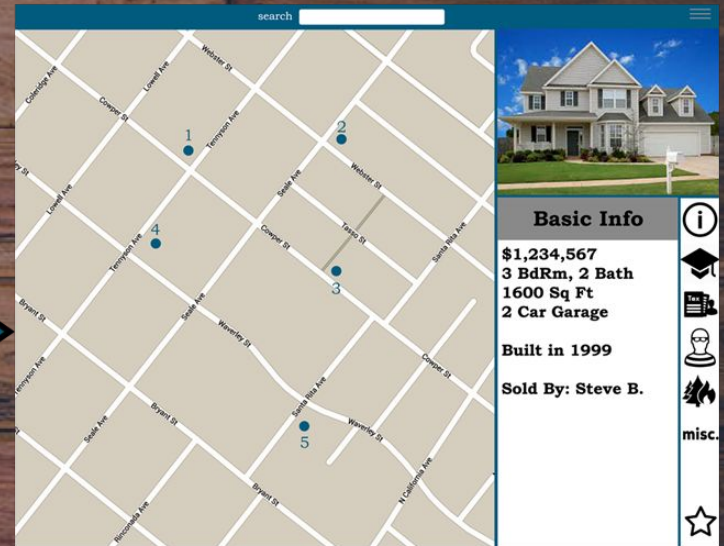 search
Webster St
Coleridge Ave
Lowell Ave
Cowper St
1
Tennyson Ave
2
Webster St
Seale Ave
Lowell Ave
Tasso St
Santa Rita Ave
4
Tennyson Ave
Cowper St
3
Bryant St
Seale Ave
Waverley St
Cowper St
Santa Rita Ave
Bryant St
Waverley St
Seale Ave
5
N California Ave
Bryant St
Rinconada Ave
Basic Info
$1,234,567
3 BdRm, 2 Bath
1600 Sq Ft
2 Car Garage
Built in 1999
Sold By: Steve B.
i
Tax
misc.